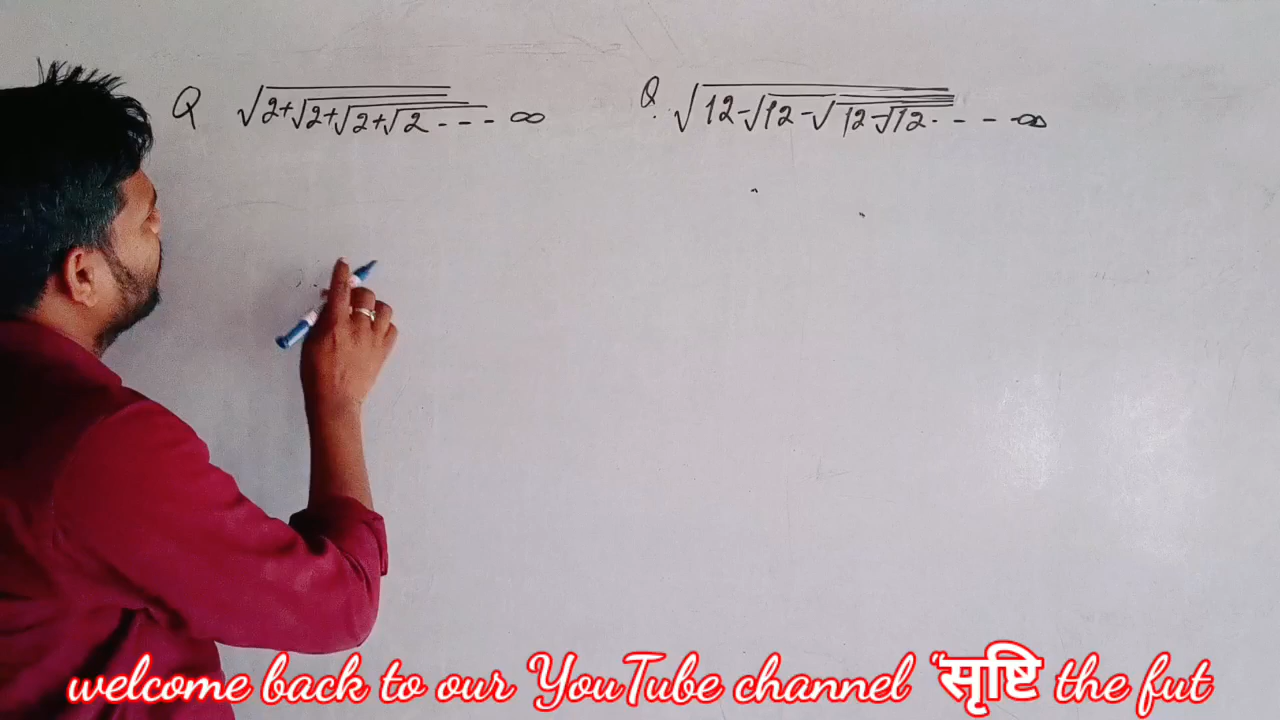 Q √2+√2+√2+√2 - - - - ∞
Q. √12-√12-√12-√12 - - - - ∞
welcome back to our YouTube channel "सृष्टि the fut